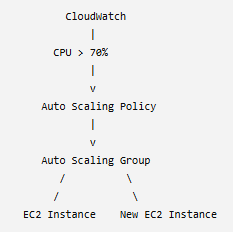 CloudWatch
|
CPU > 70%
|
v
Auto Scaling Policy
|
v
Auto Scaling Group
/ \
/ \
EC2 Instance New EC2 Instance